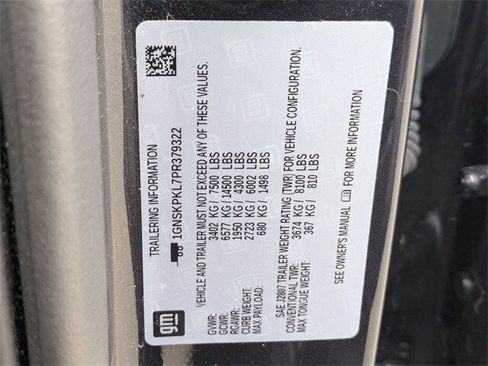 TRAILERING INFORMATION
1GNSKPKL7PR379322
VEHICLE AND TRAILER MUST NOT EXCEED ANY OF THESE VALUES.
GVWR: 3402 KG / 7500 LBS
GCWR: 6577 KG / 14500 LBS
RGAWR: 1950 KG / 4300 LBS
CURB WEIGHT: 2723 KG / 6002 LBS
MAX PAYLOAD: 680 KG / 1498 LBS
SAE J2807 TRAILER WEIGHT RATING (TWR) FOR VEHICLE CONFIGURATION.
CONVENTIONAL TWR: 3674 KG / 8100 LBS
MAX TONGUE WEIGHT: 367 KG / 810 LBS
SEE OWNER'S MANUAL FOR MORE INFORMATION
gm